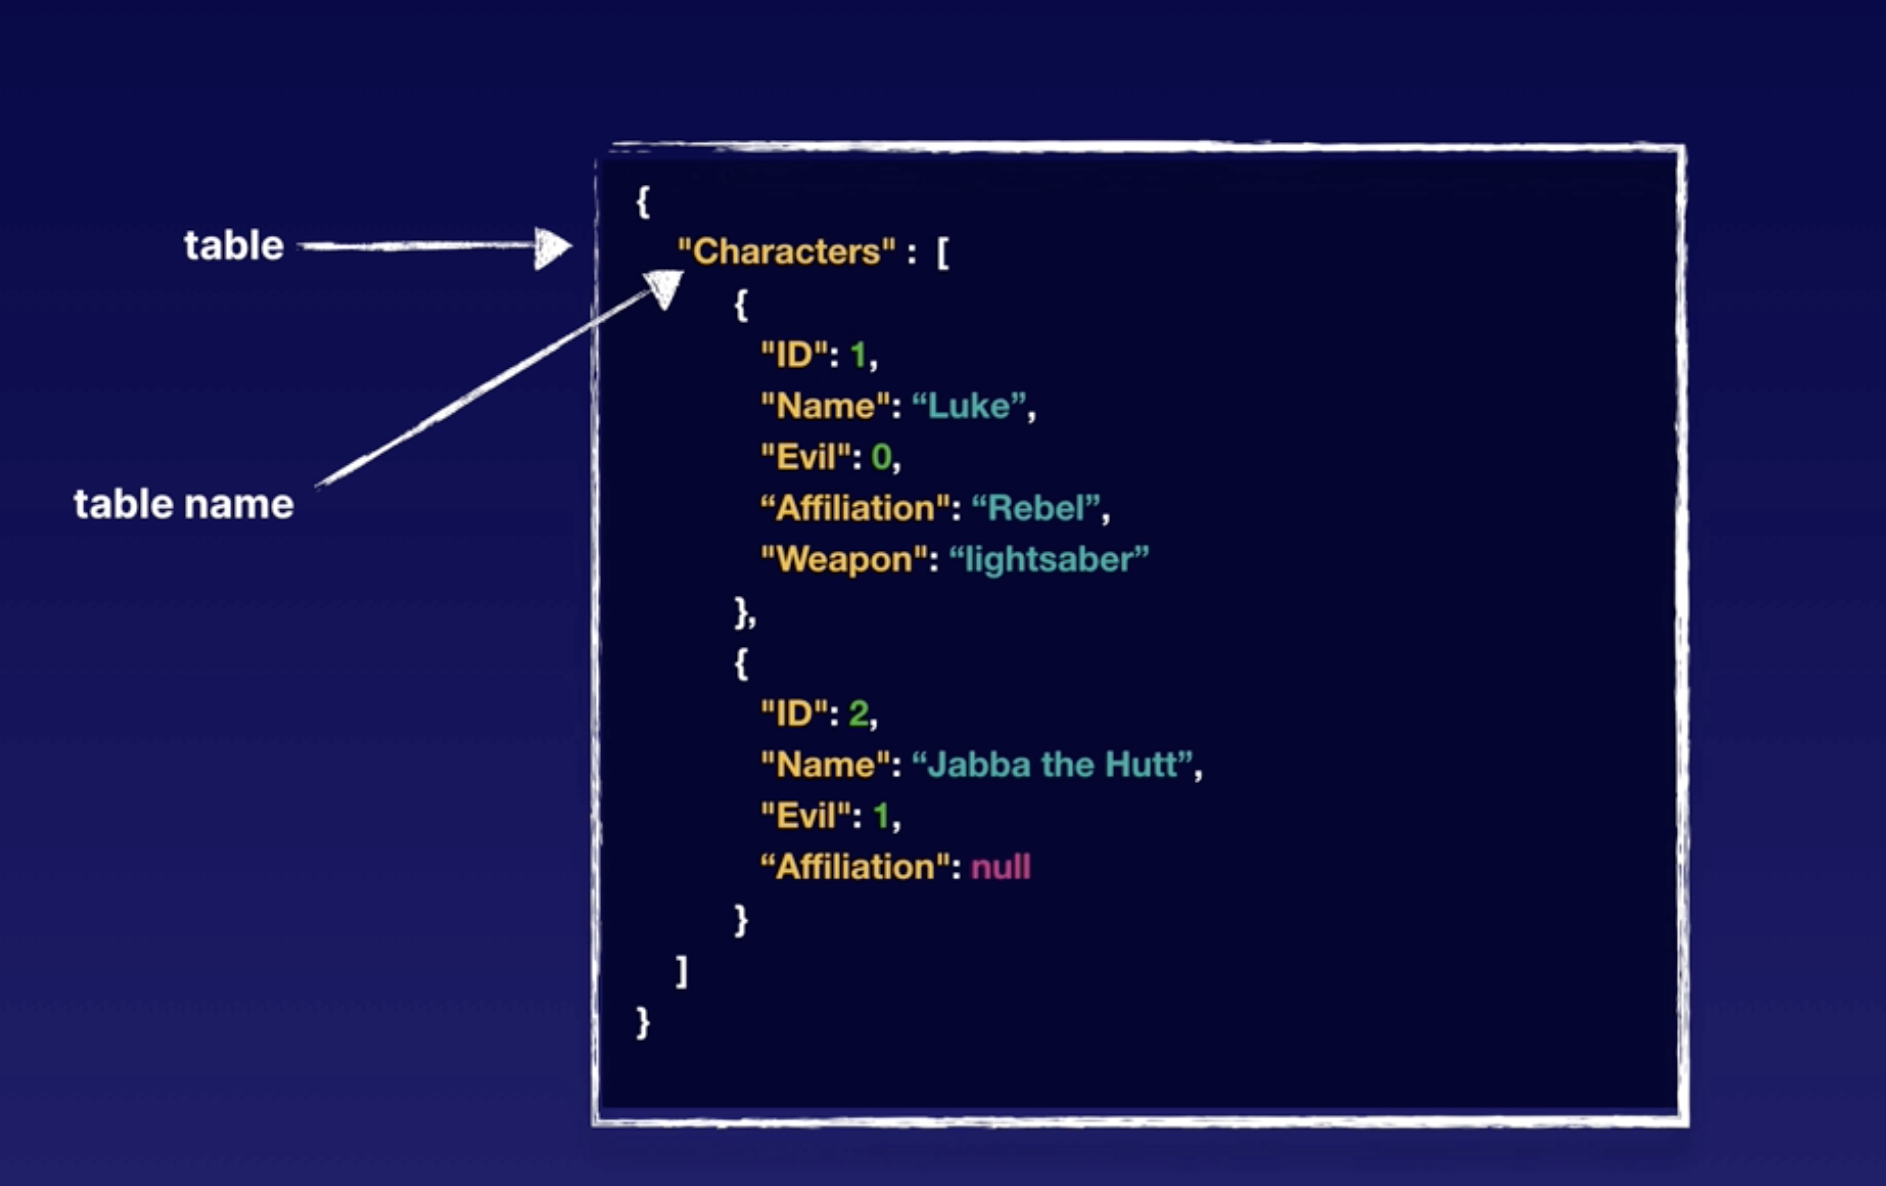 {
table
"Characters" : [
{
"ID": 1,
"Name": “Luke”,
"Evil": 0,
table name
“Affiliation": “Rebel”,
"Weapon": “lightsaber”
},
{
"ID": 2,
"Name": “Jabba the Hutt”,
"Evil": 1,
“Affiliation": null
}
]
}